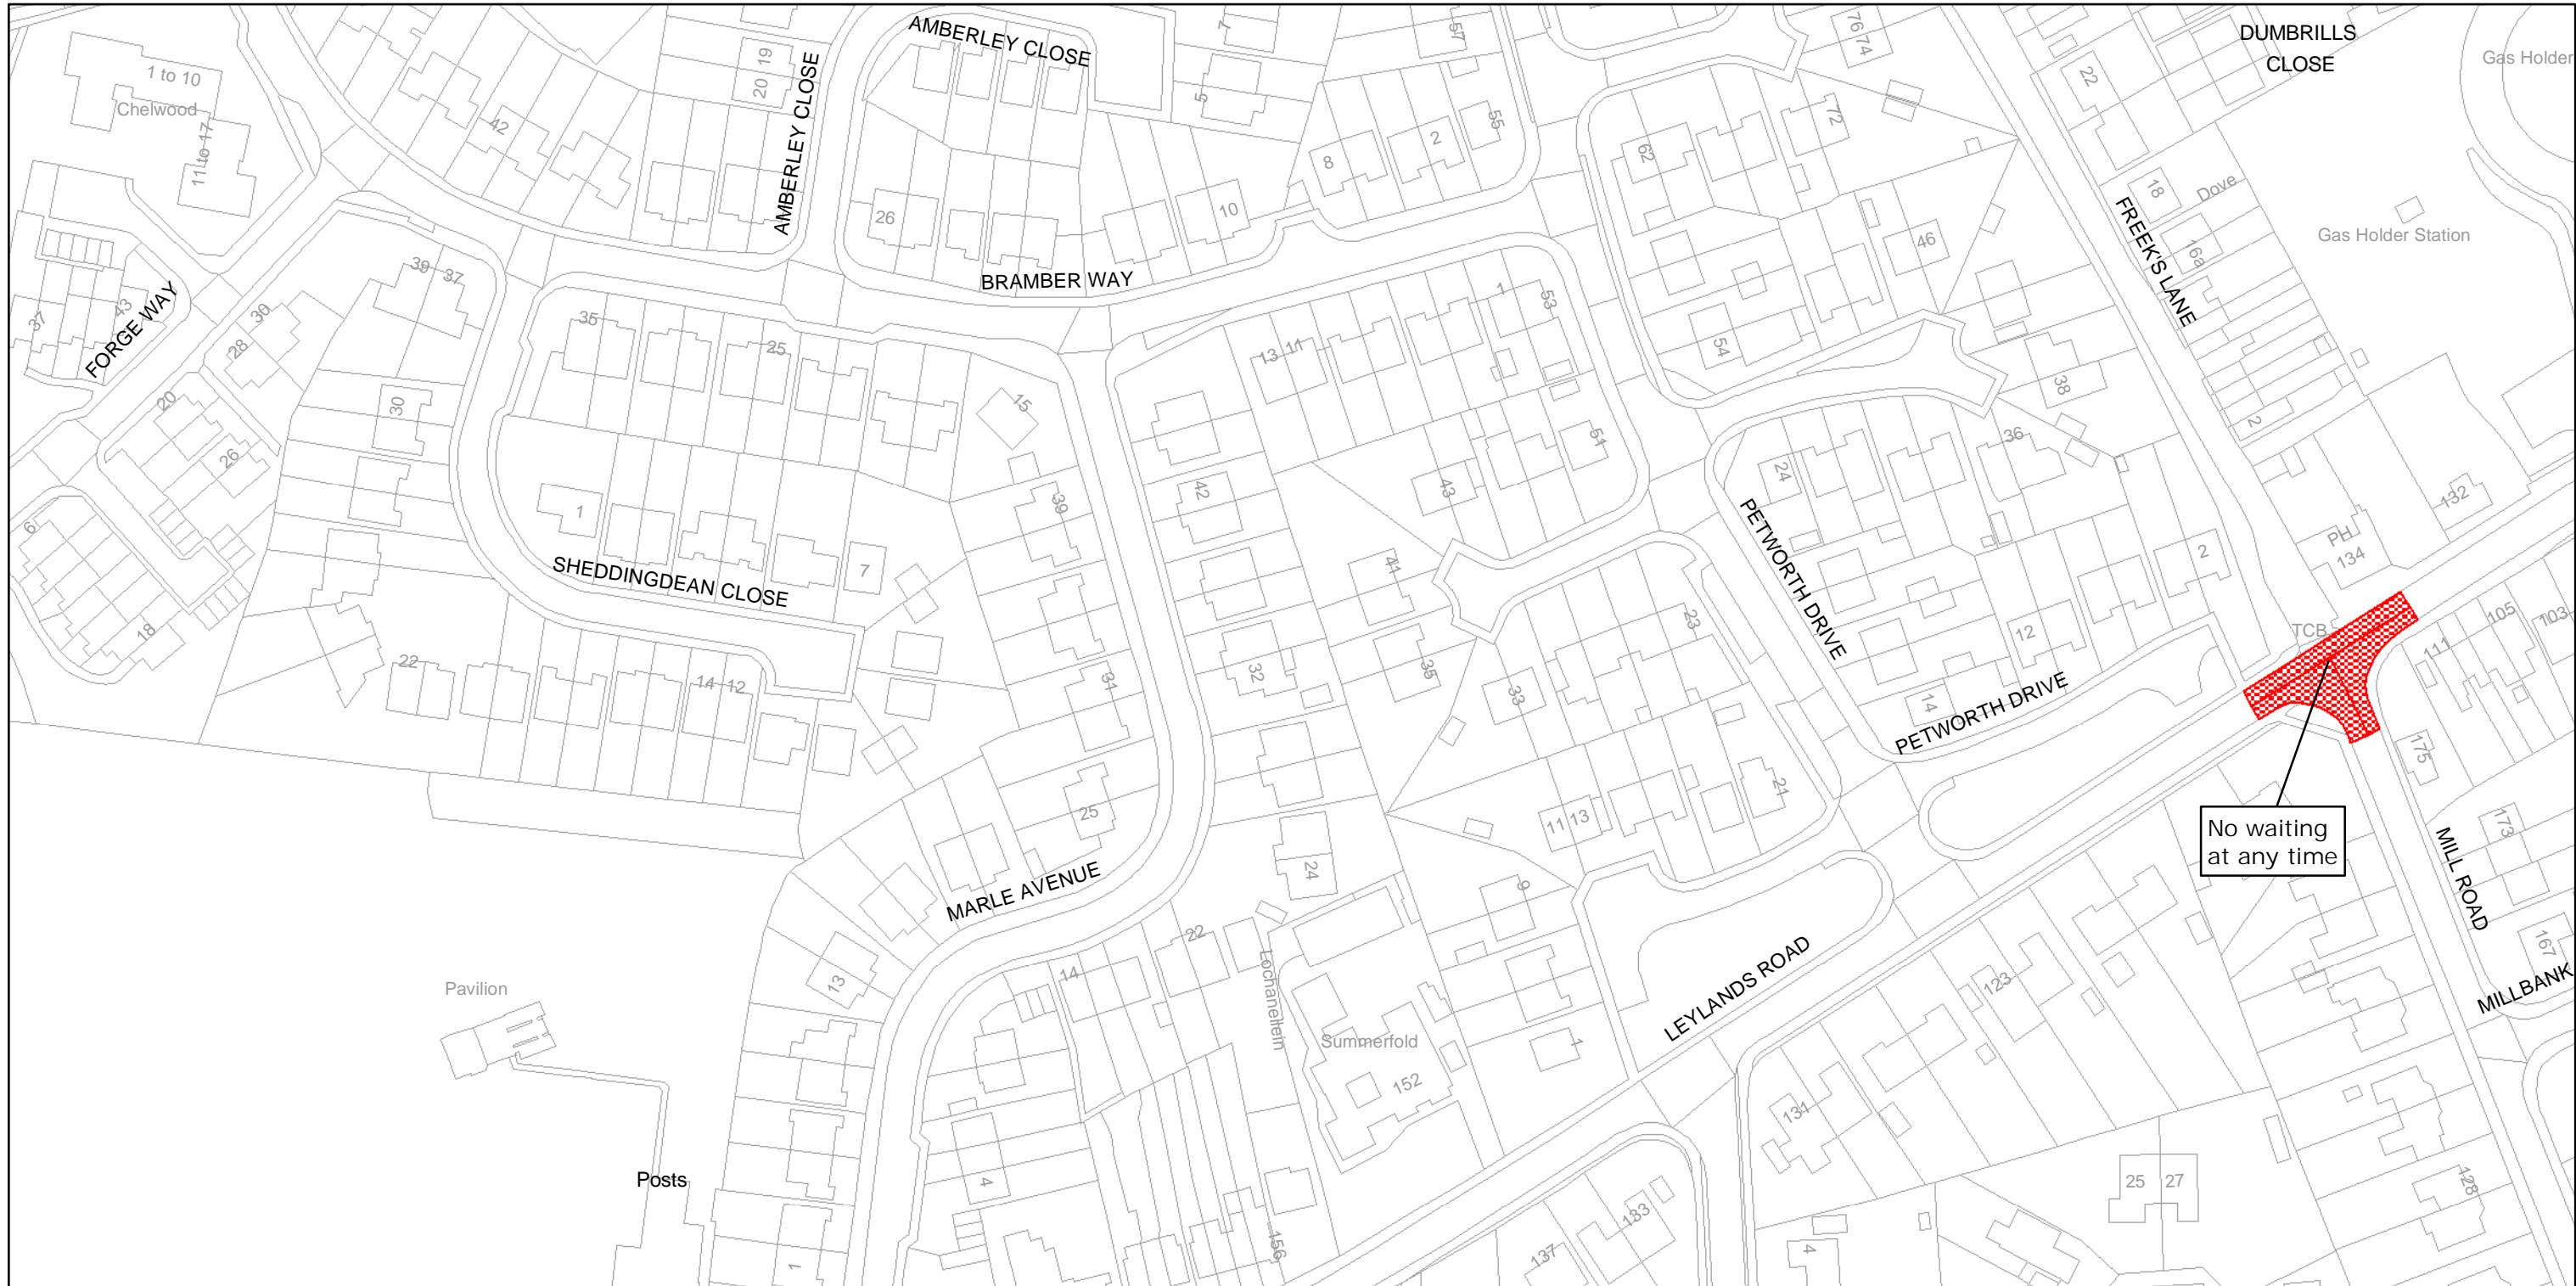 AMBERLEY CLOSE
7
57
76 74
DUMBRILLS
CLOSE
Gas Holder
1 to 10
Chelwood
11 to 17
42
20 19
AMBERLEY CLOSE
5
8
2
55
62
72
22
18
Dove
16a
FREEK'S LANE
Gas Holder Station
26
10
46
BRAMBER WAY
39 37
37
43
FORGE WAY
30
28
35
25
13 11
1
53
54
38
20
26
30
15
51
36
2
6
18
1
39
42
43
24
132
PH
134
SHEDDINGDEAN CLOSE
7
41
PETWORTH DRIVE
2
22
14 12
31
32
35
33
23
12
14
PETWORTH DRIVE
TCB
111
105
103
175
25
24
11 13
21
No waiting
at any time
173
MILL ROAD
MARLE AVENUE
13
14
22
9
Lochanellein
LEYLANDS ROAD
123
167
MILLBANK
Pavilion
Summerfold
152
1
131
Posts
4
156
137
133
4
25
27
128
1